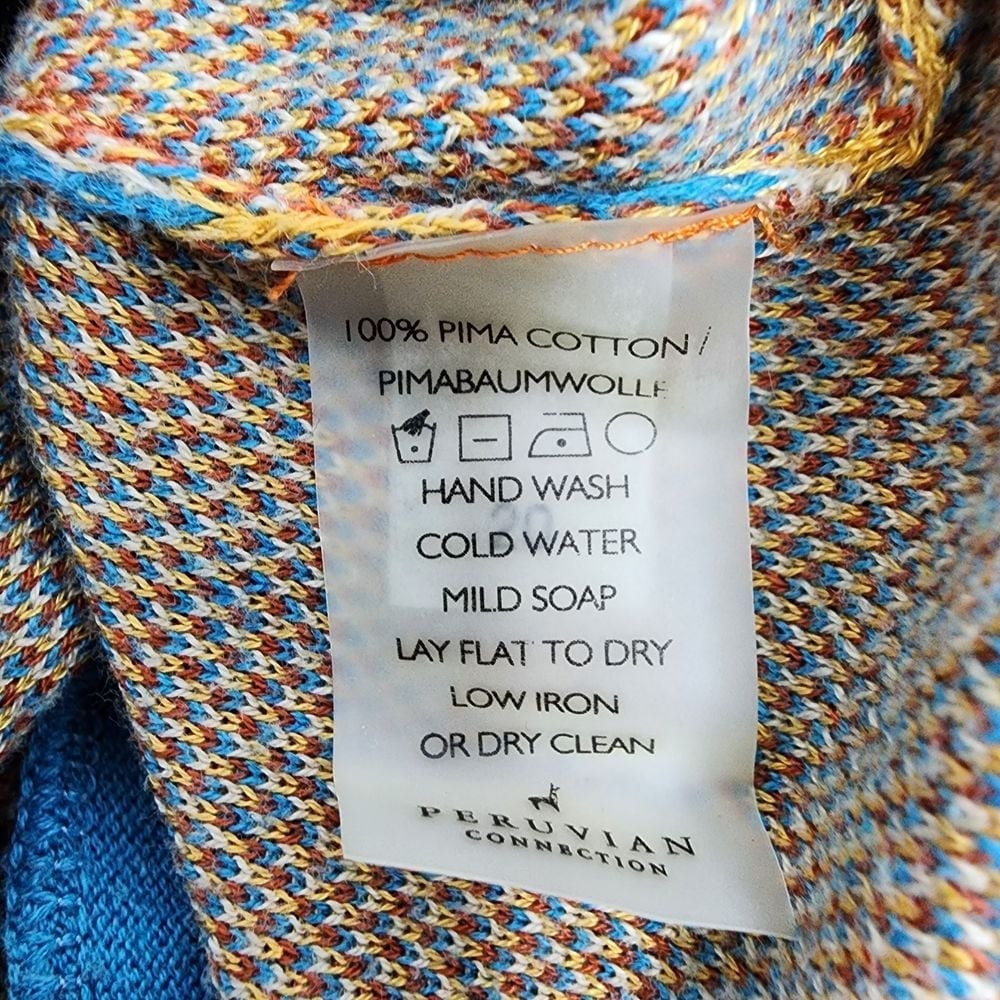 100% PIMA COTTON /
PIMABAUMWOLLE
HAND WASH
COLD WATER
MILD SOAP
LAY FLAT TO DRY
LOW IRON
OR DRY CLEAN
PERUVIAN
CONNECTION